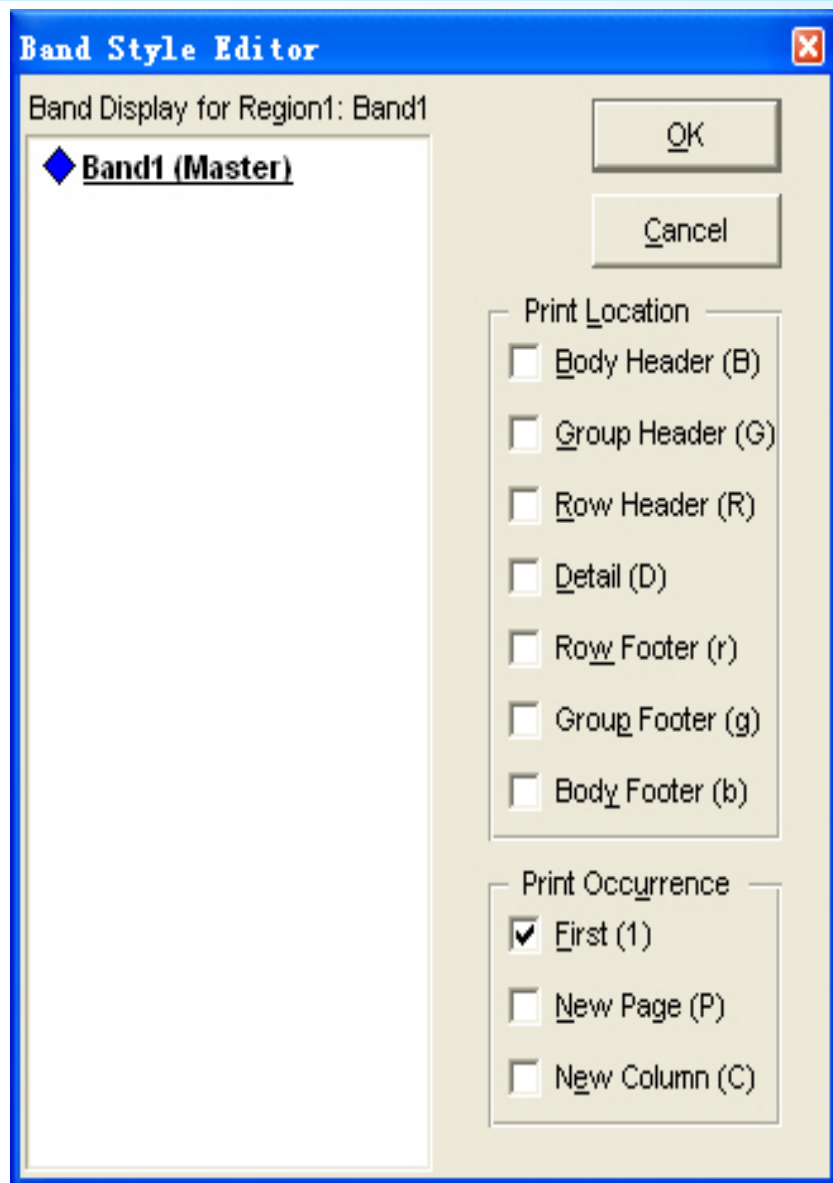 Band Style Editor
Band Display for Region1: Band1
Band1 (Master)
OK
Cancel
Print Location
Body Header (B)
Group Header (G)
Row Header (R)
Detail (D)
Row Footer (r)
Group Footer (g)
Body Footer (b)
Print Occurrence
First (1)
New Page (P)
New Column (C)